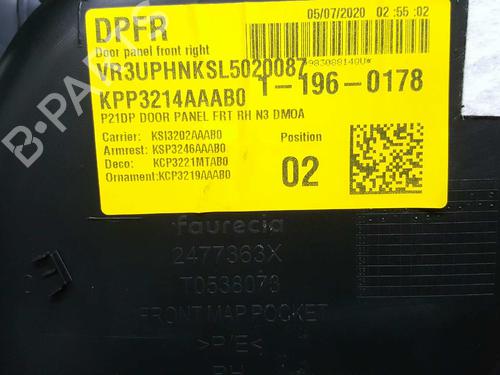 DPFR
05/07/2020 02:55:02
Door panel front right
VR3UPHNKSL5020087
KPP3214AAAB0
1-196-0178
P21DP DOOR PANEL FRT RH N3 DMOA
Carrier: KSI3202AAAB0
Armrest: KSP3246AAAB0
Deco: KCP3221MTAB0
Ornament:KCP3219AAAB0
02
faurecia
2477363X
T0538073
FRONT MAP POCKET
>P/E<
RH
B-PARTS